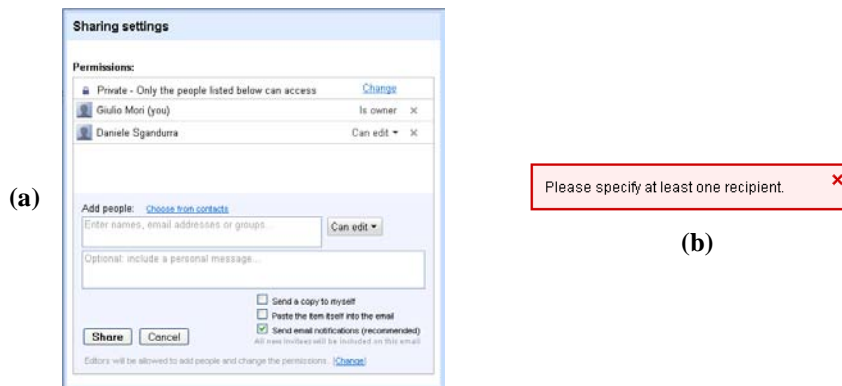 Sharing settings
Permissions:
Private - Only the people listed below can access Change
Giulio Mori (you) Is owner ×
Daniele Sgandurra Can edit ×
(a)
Add people: Choose from contacts
Enter names, email addresses or groups...
Can edit
Optional: include a personal message...
Send a copy to myself
Paste the item itself into the email
Send email notifications (recommended)
All new invitees will be included on this email
Share Cancel
Editors will be allowed to add people and change the permissions. [Change]
Please specify at least one recipient. ×
(b)